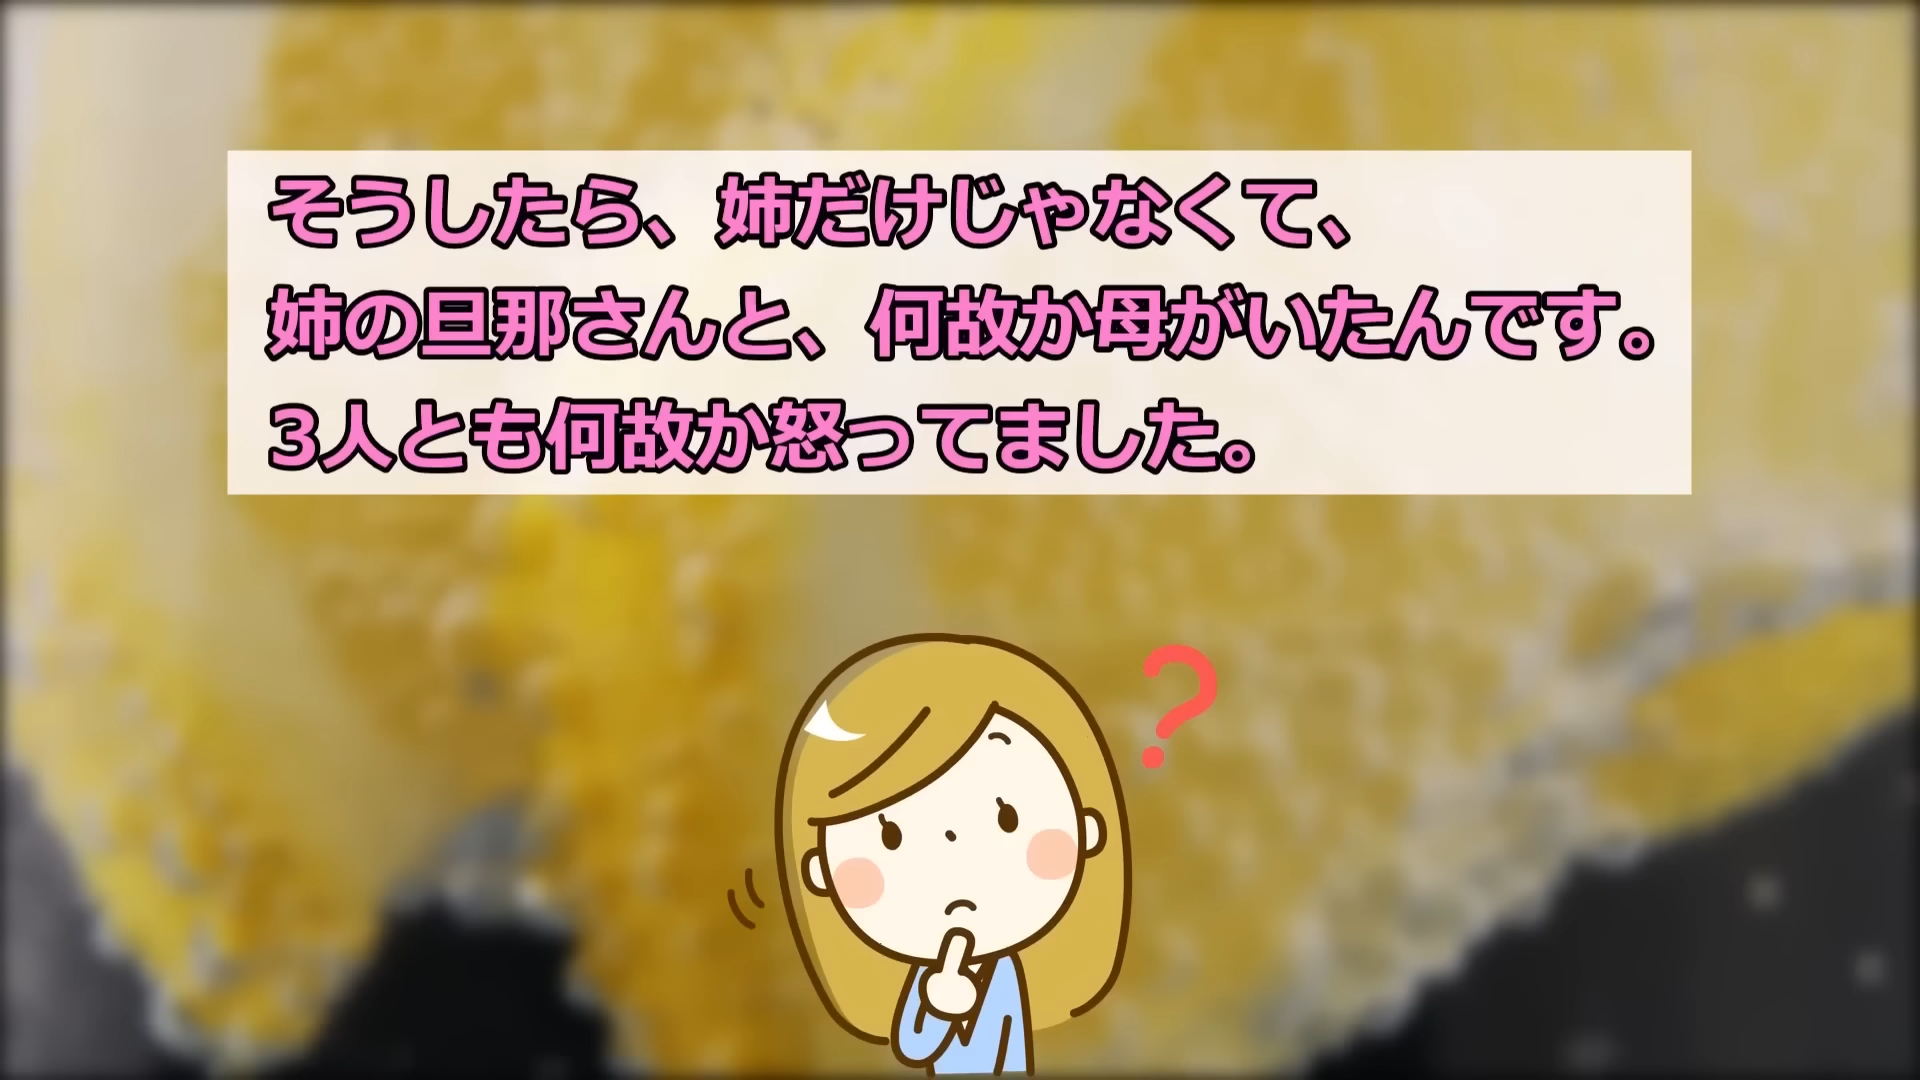 そうしたら、姉だけじゃなくて、
姉の旦那さんと、何故か母がいたんです。
3人とも何故か怒ってました。
?